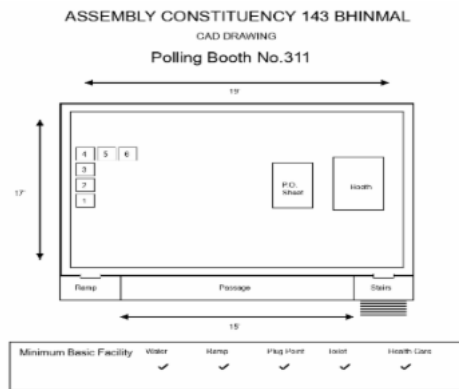 ASSEMBLY CONSTITUENCY 143 BHINMAL
CAD DRAWING
Polling Booth No.311
19'
17'
4 5 6
3
2
1
P.O.
Sheet
Booth
Ramp Passage Stairs
15'
Minimum Basic Facility Water Ramp Plug Point Toilet Health Care